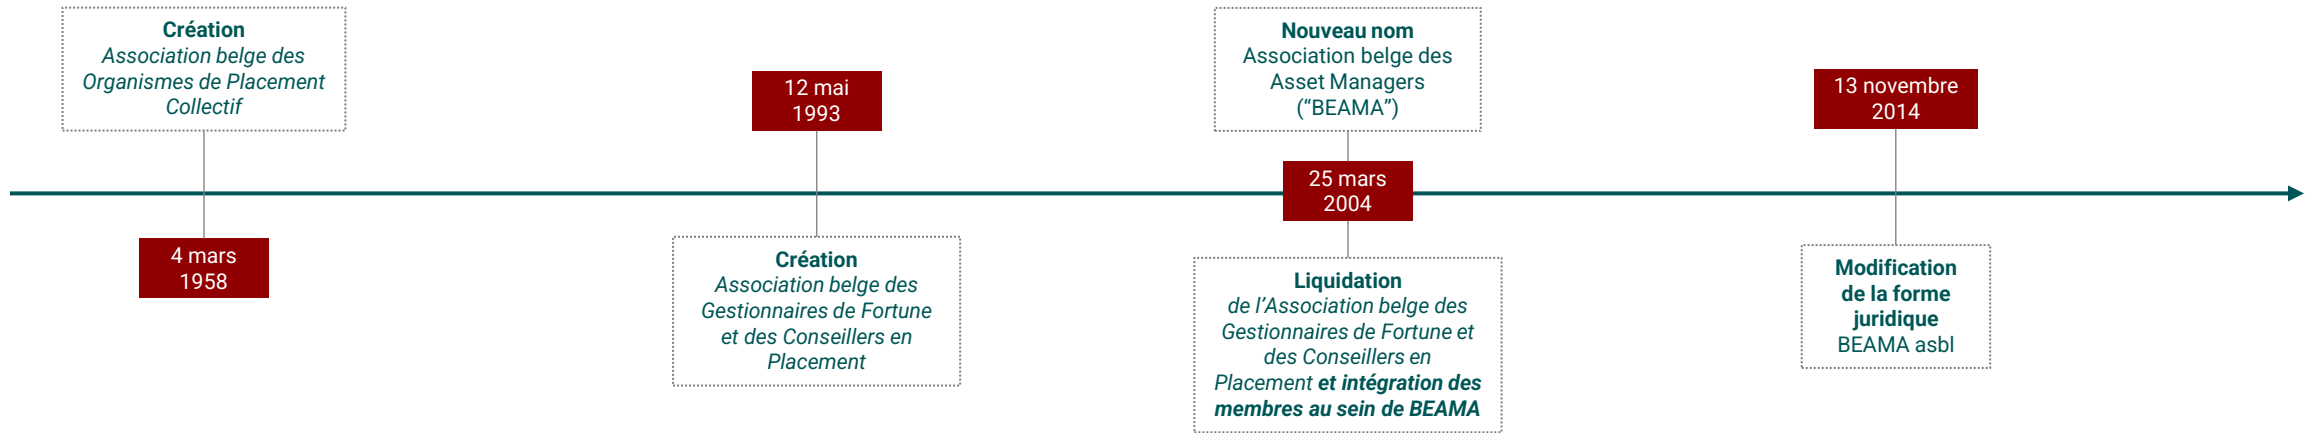 Création
Association belge des
Organismes de Placement
Collectif
4 mars
1958
12 mai
1993
Création
Association belge des
Gestionnaires de Fortune
et des Conseillers en
Placement
Nouveau nom
Association belge des
Asset Managers
(“BEAMA”)
25 mars
2004
Liquidation
de l’Association belge des
Gestionnaires de Fortune et
des Conseillers en
Placement et intégration des
membres au sein de BEAMA
13 novembre
2014
Modification
de la forme
juridique
BEAMA asbl